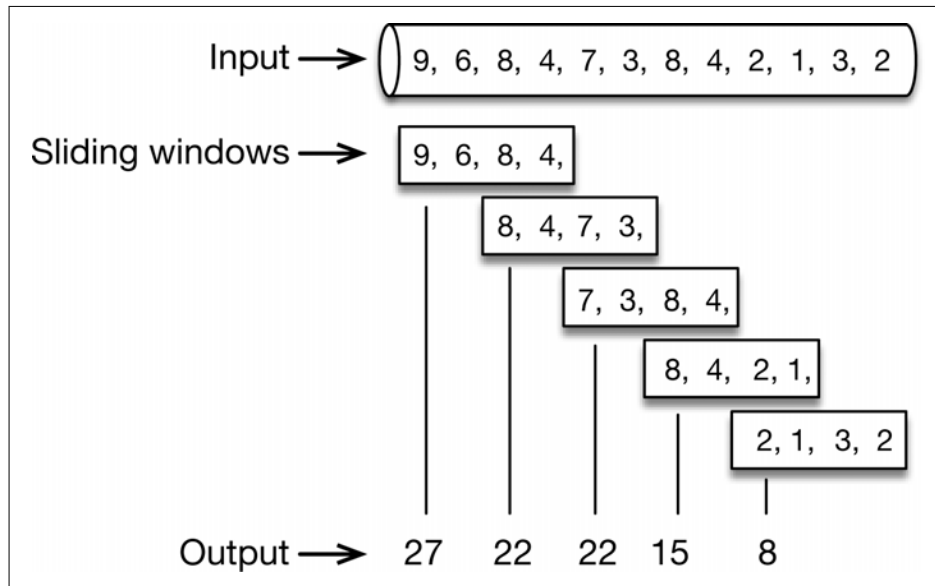 Input 9, 6, 8, 4, 7, 3, 8, 4, 2, 1, 3, 2
Sliding windows 9, 6, 8, 4,
8, 4, 7, 3,
7, 3, 8, 4,
8, 4, 2, 1,
2, 1, 3, 2
Output 27 22 22 15 8